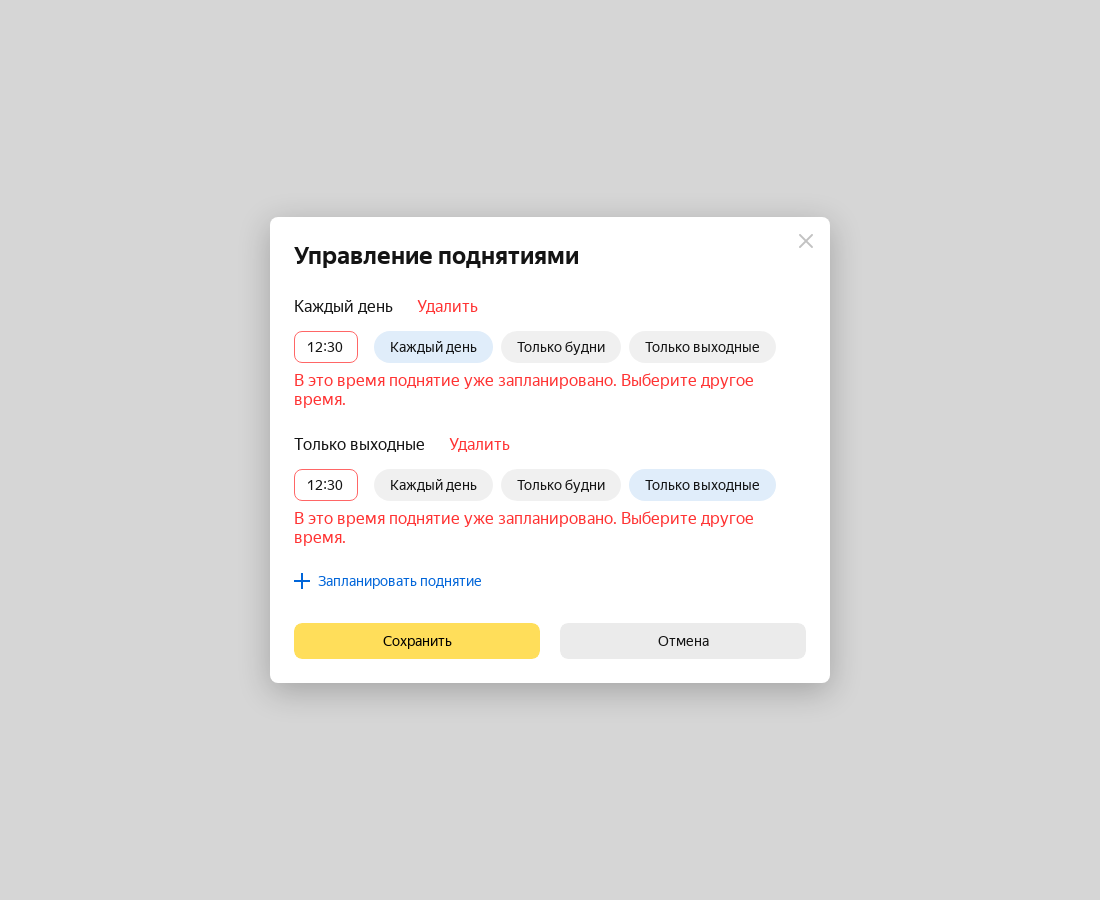 Управление поднятиями
Каждый день Удалить
12:30 Каждый день Только будни Только выходные
В это время поднятие уже запланировано. Выберите другое
время.
Только выходные Удалить
12:30 Каждый день Только будни Только выходные
В это время поднятие уже запланировано. Выберите другое
время.
Запланировать поднятие
Сохранить Отмена